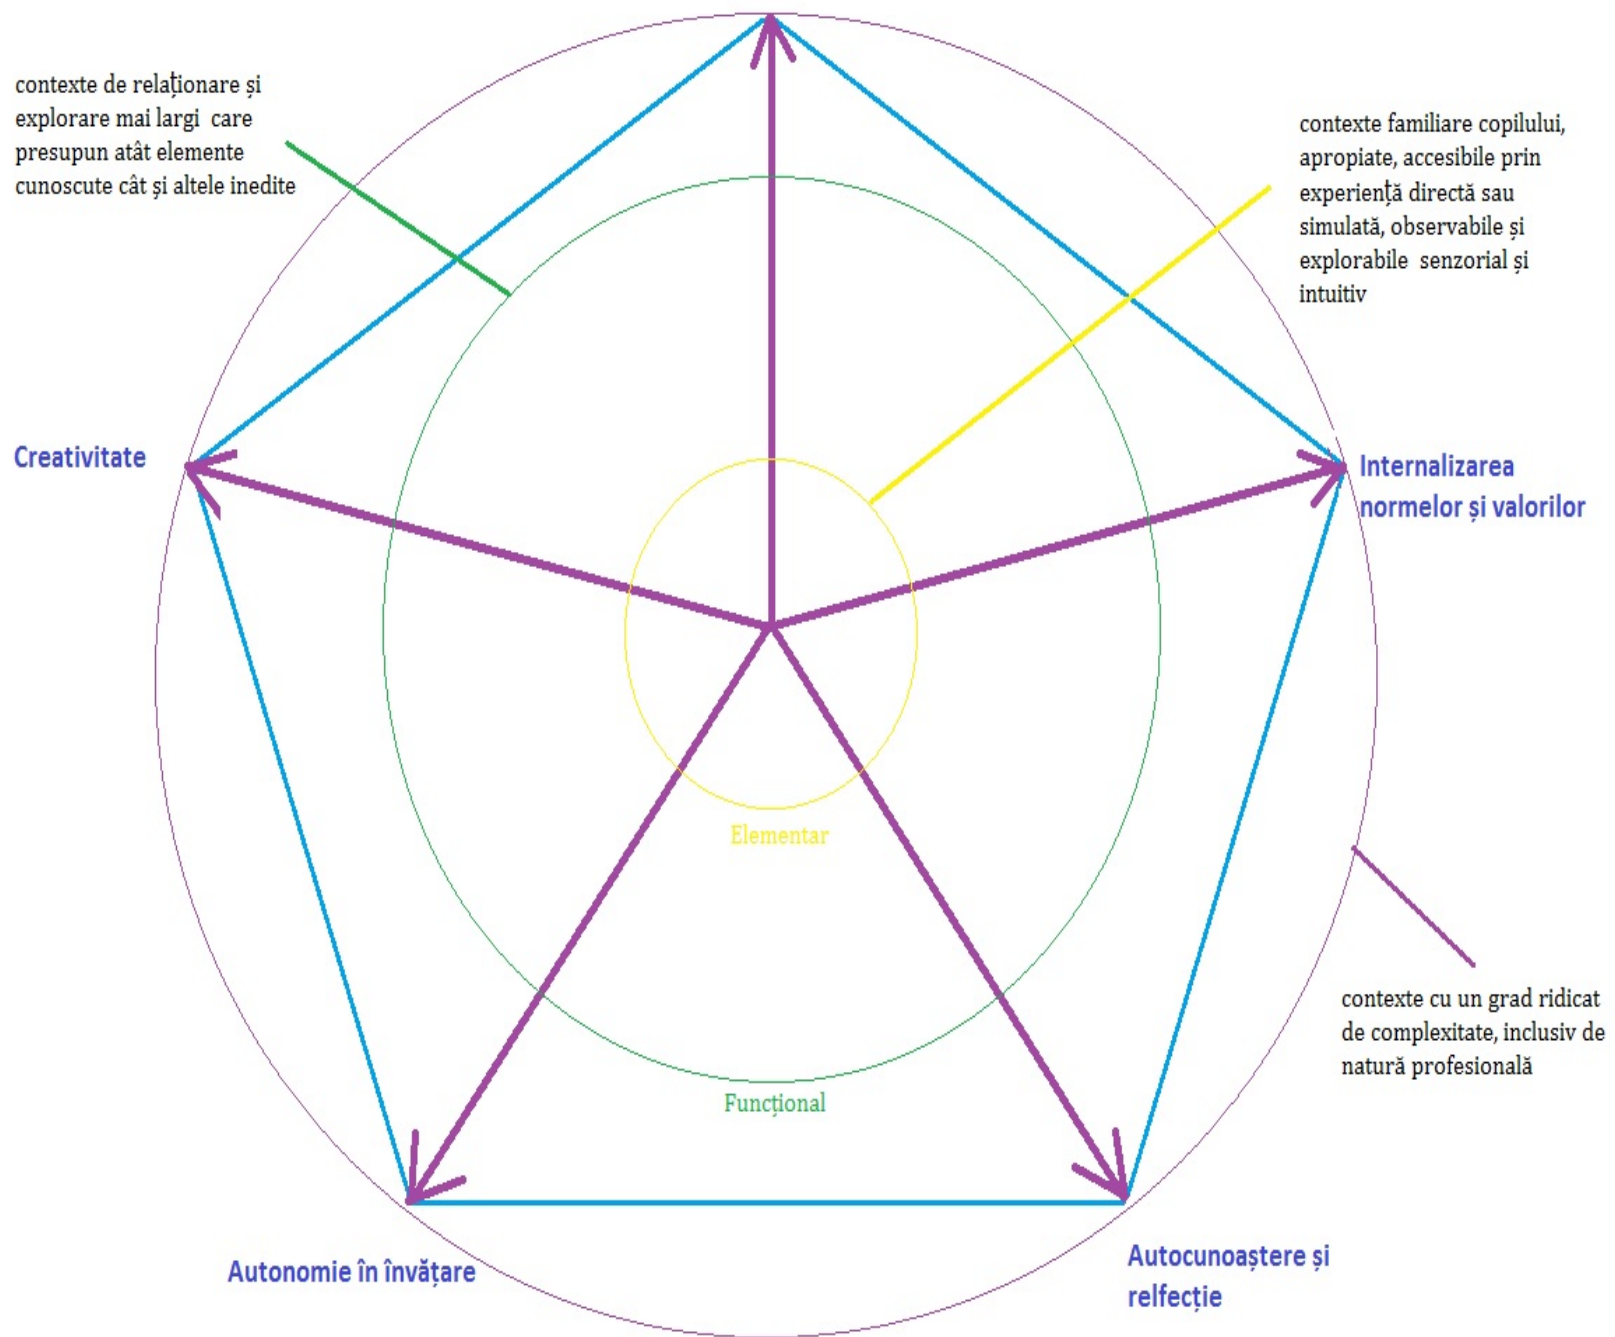 contexte de relaționare și
explorare mai largi care
presupun atât elemente
cunoscute cât și altele inedite
contexte familiare copilului,
apropiate, accesibile prin
experiență directă sau
simulată, observabile și
explorabile senzorial și
intuitiv
Creativitate
Internalizarea
normelor și valorilor
Elementar
contexte cu un grad ridicat
de complexitate, inclusiv de
natură profesională
Funcțional
Autonomie în învățare
Autocunoaștere și
relfecție